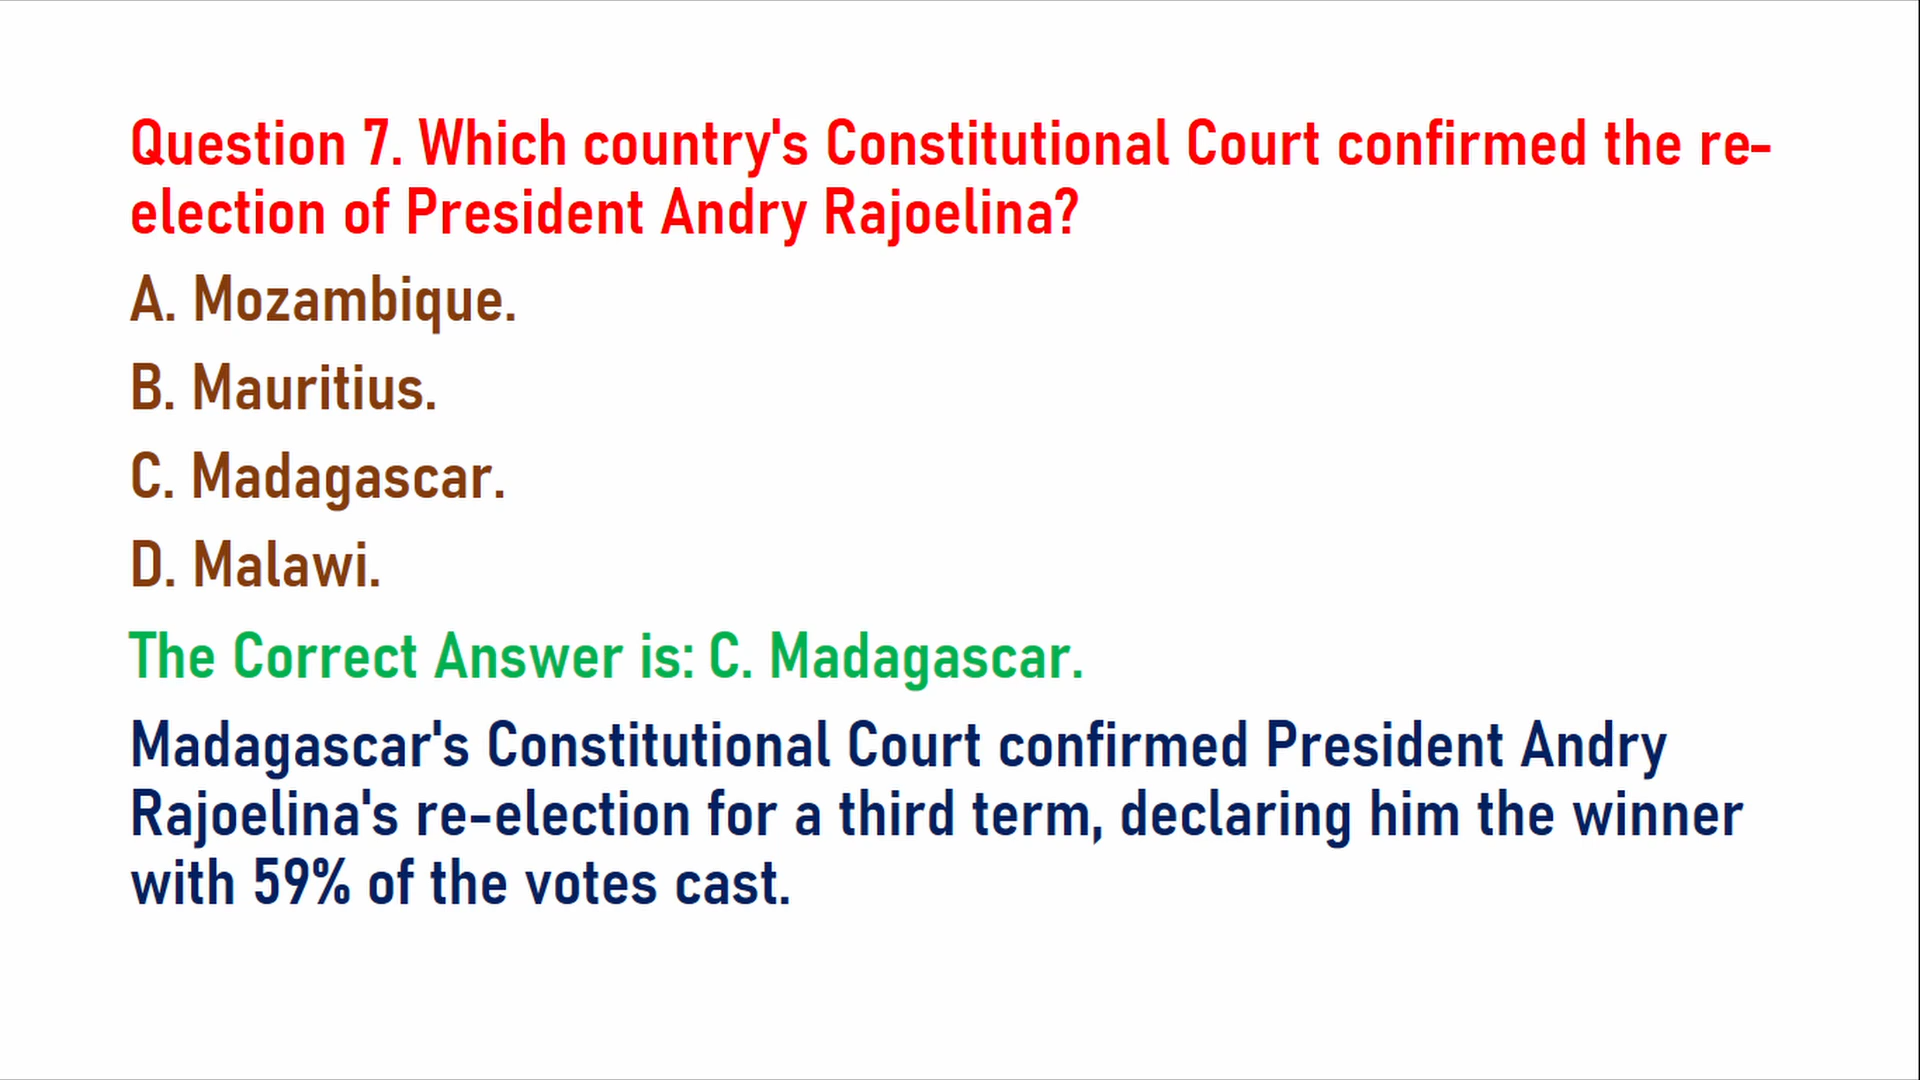 Question 7. Which country's Constitutional Court confirmed the re-
election of President Andry Rajoelina?
A. Mozambique.
B. Mauritius.
C. Madagascar.
D. Malawi.
The Correct Answer is: C. Madagascar.
Madagascar's Constitutional Court confirmed President Andry
Rajoelina's re-election for a third term, declaring him the winner
with 59% of the votes cast.